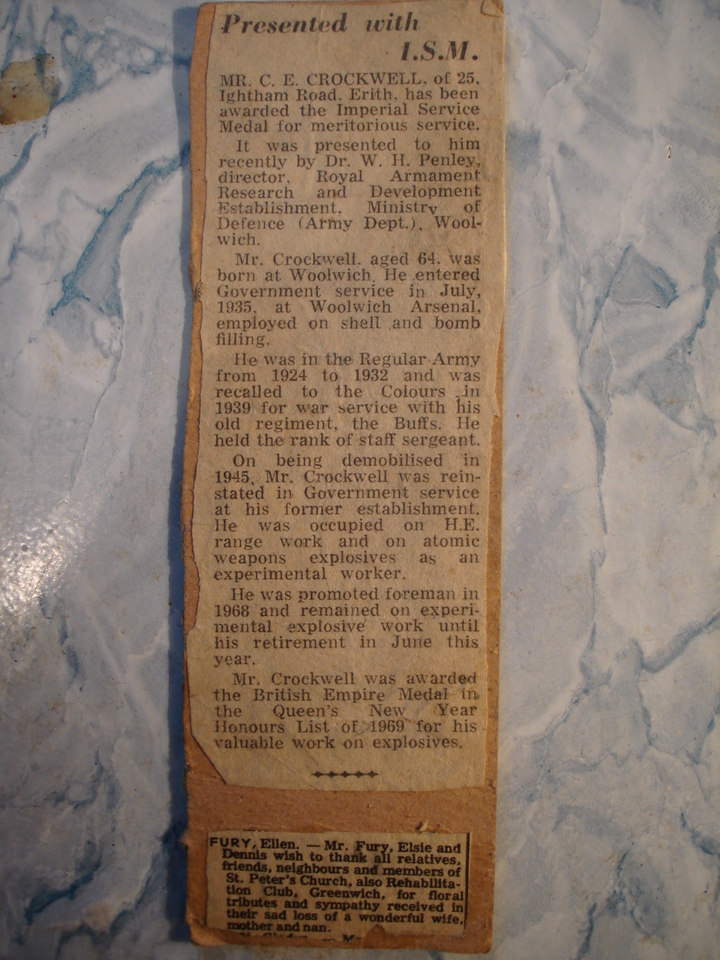 Presented with
I.S.M.
MR. C. E. CROCKWELL, of 25,
Ightham Road, Erith, has been
awarded the Imperial Service
Medal for meritorious service.
It was presented to him
recently by Dr. W. H. Penley,
director, Royal Armament
Research and Development
Establishment, Ministry of
Defence (Army Dept.), Wool-
wich.
Mr. Crockwell, aged 64, was
born at Woolwich. He entered
Government service in July,
1935, at Woolwich Arsenal,
employed on shell and bomb
filling.
He was in the Regular Army
from 1924 to 1932 and was
recalled to the Colours in
1939 for war service with his
old regiment, the Buffs. He
held the rank of staff sergeant.
On being demobilised in
1945, Mr. Crockwell was rein-
stated in Government service
at his former establishment.
He was occupied on H.E.
range work and on atomic
weapons explosives as an
experimental worker.
He was promoted foreman in
1968 and remained on experi-
mental explosive work until
his retirement in June this
year.
Mr. Crockwell was awarded
the British Empire Medal in
the Queen's New Year
Honours List of 1969 for his
valuable work on explosives.
FURY, Ellen. — Mr. Fury, Elsie and
Dennis wish to thank all relatives,
friends, neighbours and members of
St. Peter's Church, also Rehabilita-
tion Club, Greenwich, for floral
tributes and sympathy received in
their sad loss of a wonderful wife,
mother and nan.